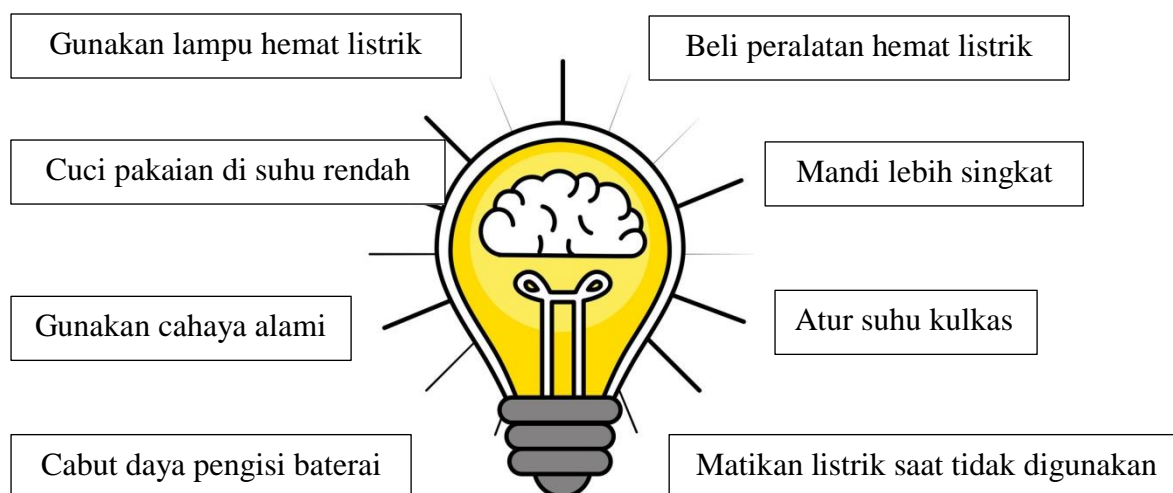 Gunakan lampu hemat listrik
Beli peralatan hemat listrik
Cuci pakaian di suhu rendah
Mandi lebih singkat
Gunakan cahaya alami
Atur suhu kulkas
Cabut daya pengisi baterai
Matikan listrik saat tidak digunakan